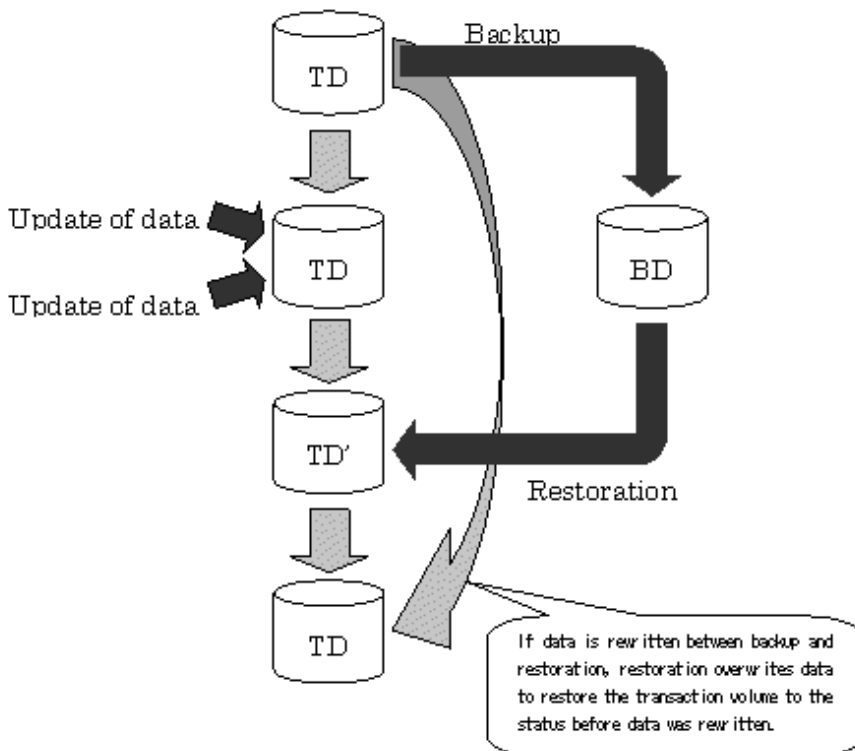 Backup
TD
Update of data
TD
BD
Update of data
TD'
Restoration
TD
If data is rewritten between backup and
restoration, restoration overwrites data
to restore the transaction volume to the
status before data was rewritten.